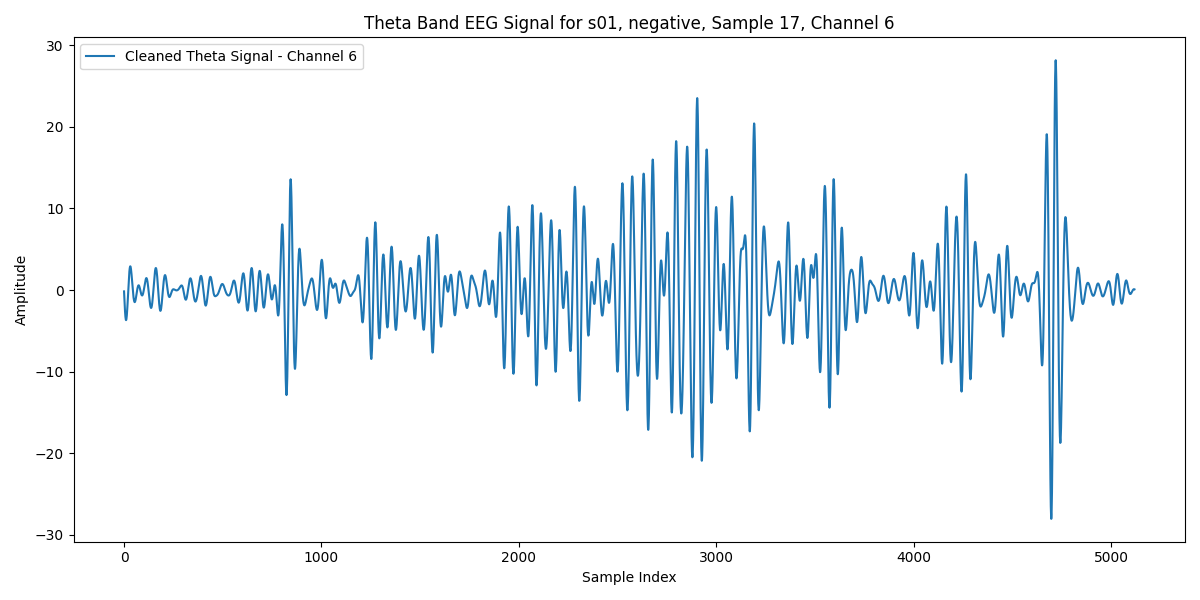 Theta Band EEG Signal for s01, negative, Sample 17, Channel 6
Cleaned Theta Signal - Channel 6
30
20
10
0
−10
−20
−30
Amplitude
0 1000 2000 3000 4000 5000
Sample Index